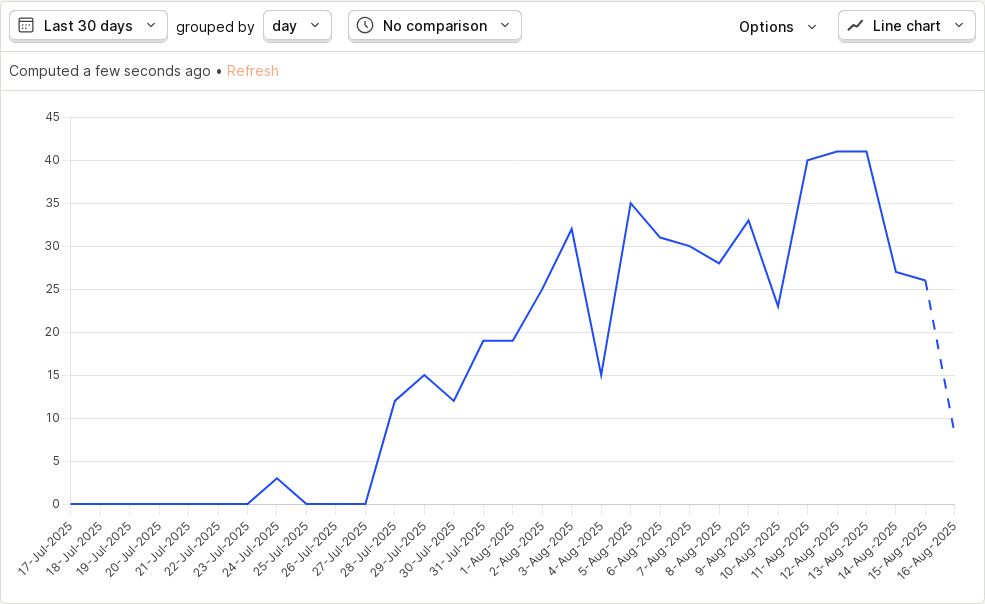 Last 30 days grouped by day No comparison Options Line chart
Computed a few seconds ago • Refresh
45
40
35
30
25
20
15
10
5
0
17-Jul-2025
18-Jul-2025
19-Jul-2025
20-Jul-2025
21-Jul-2025
22-Jul-2025
23-Jul-2025
24-Jul-2025
25-Jul-2025
26-Jul-2025
27-Jul-2025
28-Jul-2025
29-Jul-2025
30-Jul-2025
31-Jul-2025
1-Aug-2025
2-Aug-2025
3-Aug-2025
4-Aug-2025
5-Aug-2025
6-Aug-2025
7-Aug-2025
8-Aug-2025
9-Aug-2025
10-Aug-2025
11-Aug-2025
12-Aug-2025
13-Aug-2025
14-Aug-2025
15-Aug-2025
16-Aug-2025